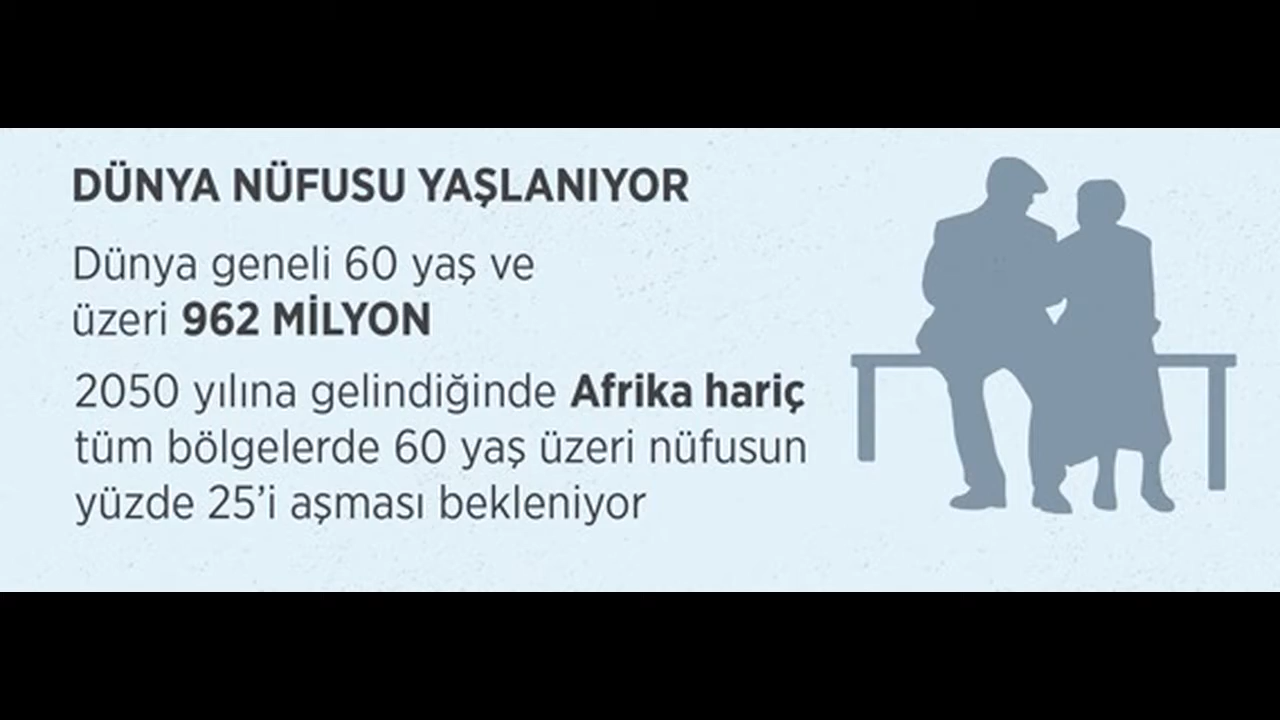 DÜNYA NÜFUSU YAŞLANIYOR
Dünya geneli 60 yaş ve
üzeri 962 MİLYON
2050 yılına gelindiğinde Afrika hariç
tüm bölgelerde 60 yaş üzeri nüfusun
yüzde 25'i aşması bekleniyor